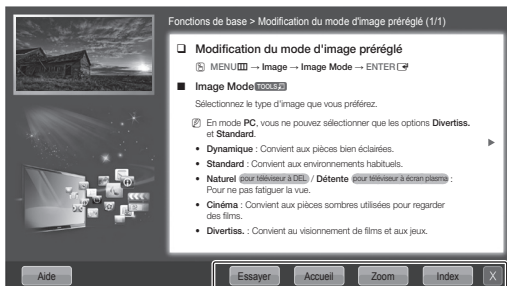 Fonctions de base > Modification du mode d'image préréglé (1/1)
❑ Modification du mode d'image préréglé
MENU → Image → Image Mode → ENTER
■ Image Mode TOOLS
Sélectionnez le type d'image que vous préférez.
En mode PC, vous ne pouvez sélectionner que les options Divertiss.
et Standard.
• Dynamique : Convient aux pièces bien éclairées.
• Standard : Convient aux environnements habituels.
• Naturel pour téléviseur à DEL / Détente pour téléviseur à écran plasma :
Pour ne pas fatiguer la vue.
• Cinéma : Convient aux pièces sombres utilisées pour regarder
des films.
• Divertiss. : Convient au visionnement de films et aux jeux.
Aide Essayer Accueil Zoom Index X